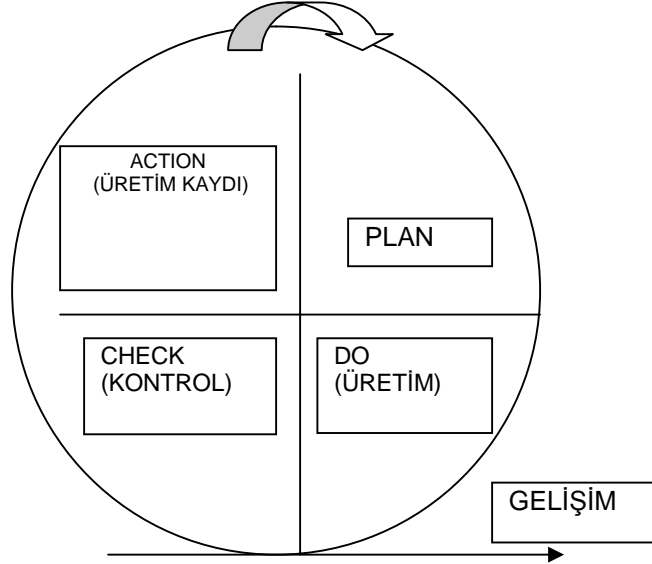 ACTION
(ÜRETİM KAYDI)
PLAN
CHECK
(KONTROL)
DO
(ÜRETİM)
GELİŞİM